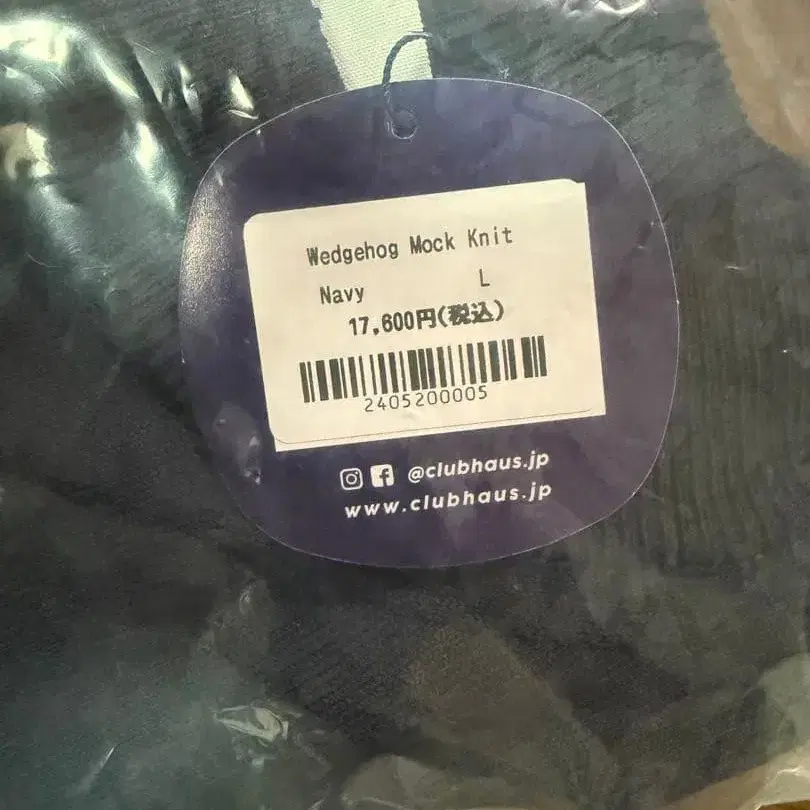 Wedgehog Mock Knit
Navy L
17,600円(税込)
2405200005
@clubhaus.jp
www.clubhaus.jp